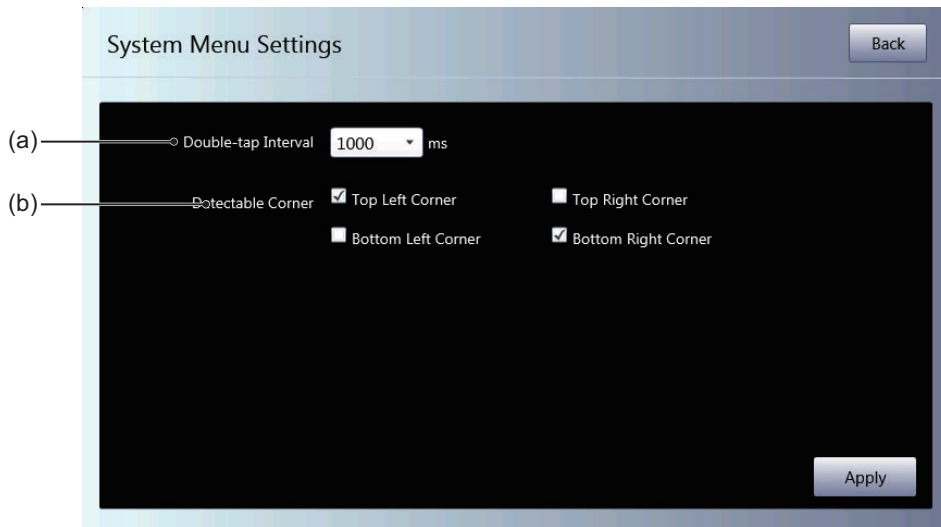 System Menu Settings
Back
(a)
Double-tap Interval 1000 ms
(b)
Detectable Corner Top Left Corner Top Right Corner
Bottom Left Corner Bottom Right Corner
Apply